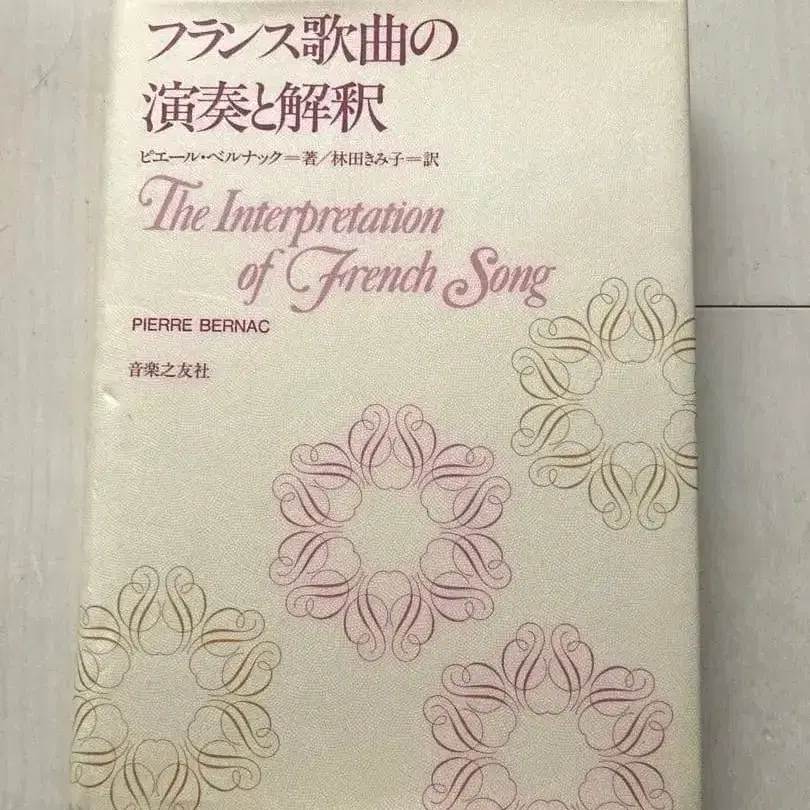 フランス歌曲の
演奏と解釈
ピエール・ベルナック=著/林田きみ子=訳
The Interpretation
of French Song
PIERRE BERNAC
音楽之友社